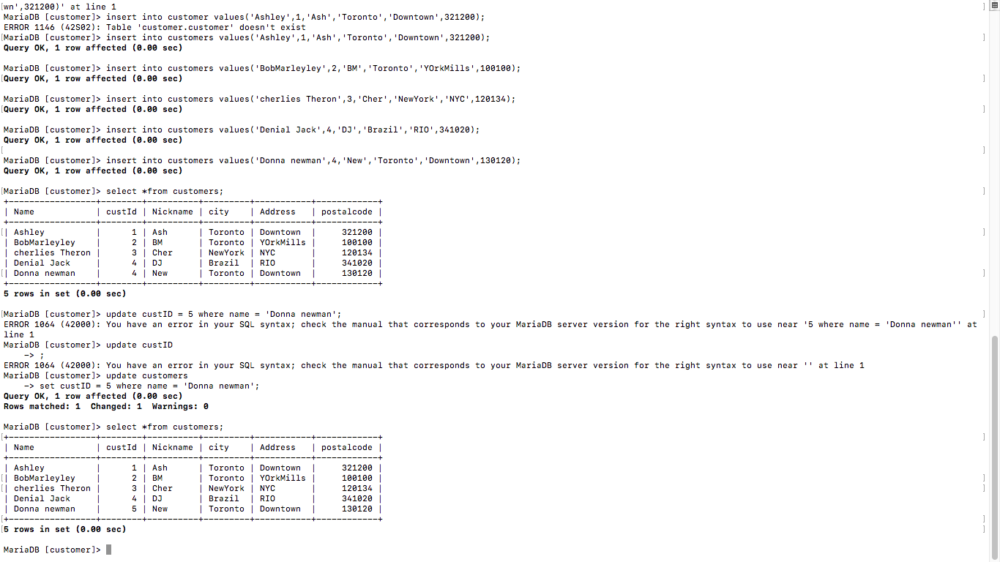 wn',321200)' at line 1
MariaDB [customer]> insert into customer values('Ashley',1,'Ash','Toronto','Downtown',321200);
ERROR 1146 (42S02): Table 'customer.customer' doesn't exist
MariaDB [customer]> insert into customers values('Ashley',1,'Ash','Toronto','Downtown',321200);
Query OK, 1 row affected (0.00 sec)

MariaDB [customer]> insert into customers values('BobMarleyley',2,'BM','Toronto','YOrkMills',100100);
Query OK, 1 row affected (0.00 sec)

MariaDB [customer]> insert into customers values('cherlies Theron',3,'Cher','NewYork','NYC',120134);
Query OK, 1 row affected (0.00 sec)

MariaDB [customer]> insert into customers values('Denial Jack',4,'DJ','Brazil','RIO',341020);
Query OK, 1 row affected (0.00 sec)

MariaDB [customer]> insert into customers values('Donna newman',4,'New','Toronto','Downtown',130120);
Query OK, 1 row affected (0.00 sec)

MariaDB [customer]> select *from customers;
+-----------------+--------+----------+---------+-----------+------------+
| Name            | custId | Nickname | city    | Address   | postalcode |
+-----------------+--------+----------+---------+-----------+------------+
| Ashley          |      1 | Ash      | Toronto | Downtown  |     321200 |
| BobMarleyley    |      2 | BM       | Toronto | YOrkMills |     100100 |
| cherlies Theron |      3 | Cher     | NewYork | NYC       |     120134 |
| Denial Jack     |      4 | DJ       | Brazil  | RIO       |     341020 |
| Donna newman    |      4 | New      | Toronto | Downtown  |     130120 |
+-----------------+--------+----------+---------+-----------+------------+
5 rows in set (0.00 sec)

MariaDB [customer]> update custID = 5 where name = 'Donna newman';
ERROR 1064 (42000): You have an error in your SQL syntax; check the manual that corresponds to your MariaDB server version for the right syntax to use near '5 where name = 'Donna newman'' at
line 1
MariaDB [customer]> update custID
    -> ;
ERROR 1064 (42000): You have an error in your SQL syntax; check the manual that corresponds to your MariaDB server version for the right syntax to use near '' at line 1
MariaDB [customer]> update customers
    -> set custID = 5 where name = 'Donna newman';
Query OK, 1 row affected (0.00 sec)
Rows matched: 1  Changed: 1  Warnings: 0

MariaDB [customer]> select *from customers;
+-----------------+--------+----------+---------+-----------+------------+
| Name            | custId | Nickname | city    | Address   | postalcode |
+-----------------+--------+----------+---------+-----------+------------+
| Ashley          |      1 | Ash      | Toronto | Downtown  |     321200 |
| BobMarleyley    |      2 | BM       | Toronto | YOrkMills |     100100 |
| cherlies Theron |      3 | Cher     | NewYork | NYC       |     120134 |
| Denial Jack     |      4 | DJ       | Brazil  | RIO       |     341020 |
| Donna newman    |      5 | New      | Toronto | Downtown  |     130120 |
+-----------------+--------+----------+---------+-----------+------------+
5 rows in set (0.00 sec)

MariaDB [customer]>